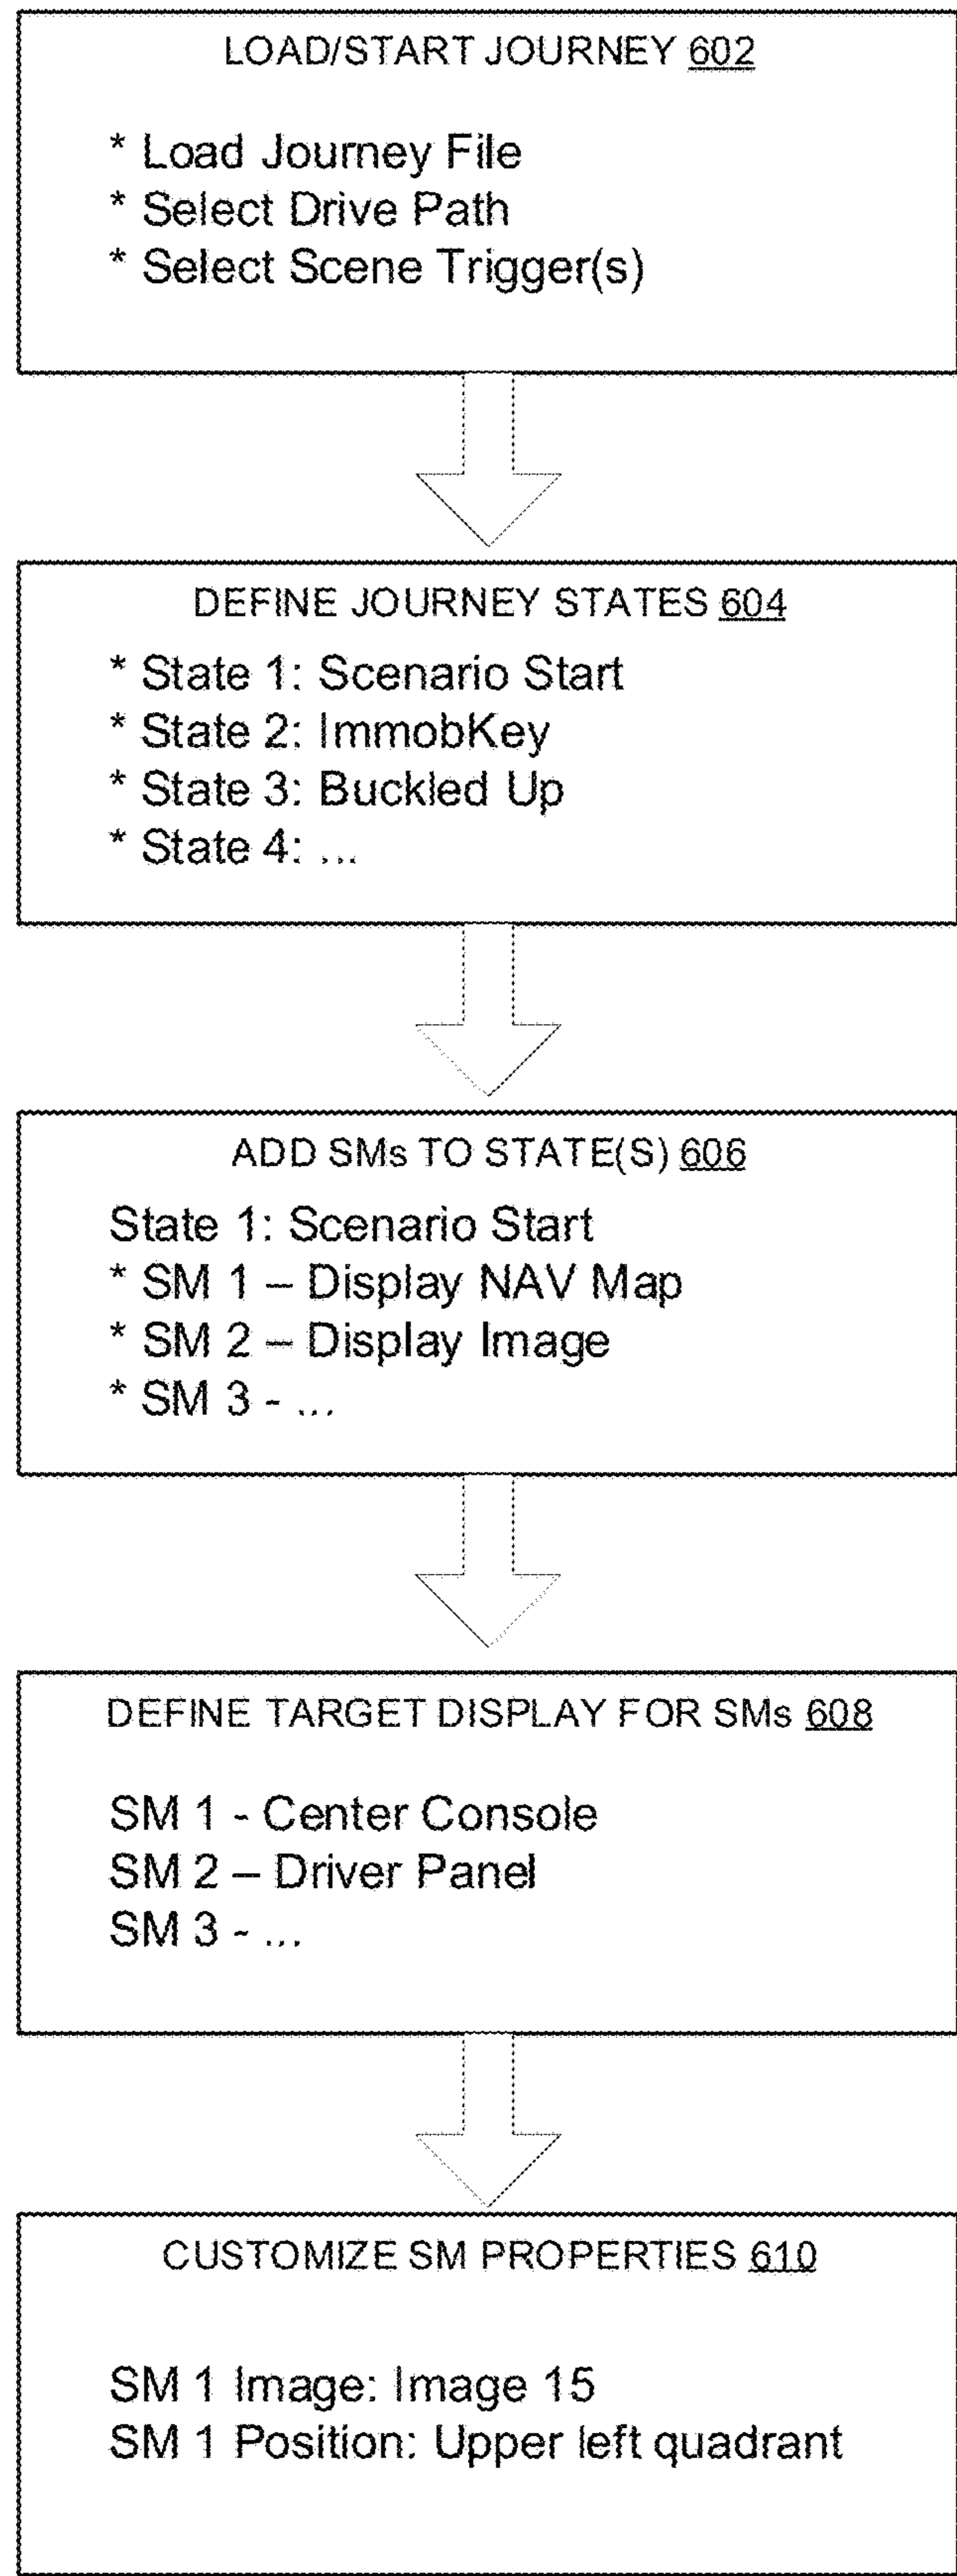 LOAD/START JOURNEY 602
* Load Journey File
* Select Drive Path
* Select Scene Trigger(s)
DEFINE JOURNEY STATES 604
* State 1: Scenario Start
* State 2: ImmobKey
* State 3: Buckled Up
* State 4: ...
ADD SMs TO STATE(S) 606
State 1: Scenario Start
* SM 1 – Display NAV Map
* SM 2 – Display Image
* SM 3 - ...
DEFINE TARGET DISPLAY FOR SMs 608
SM 1 - Center Console
SM 2 – Driver Panel
SM 3 - ...
CUSTOMIZE SM PROPERTIES 610
SM 1 Image: Image 15
SM 1 Position: Upper left quadrant